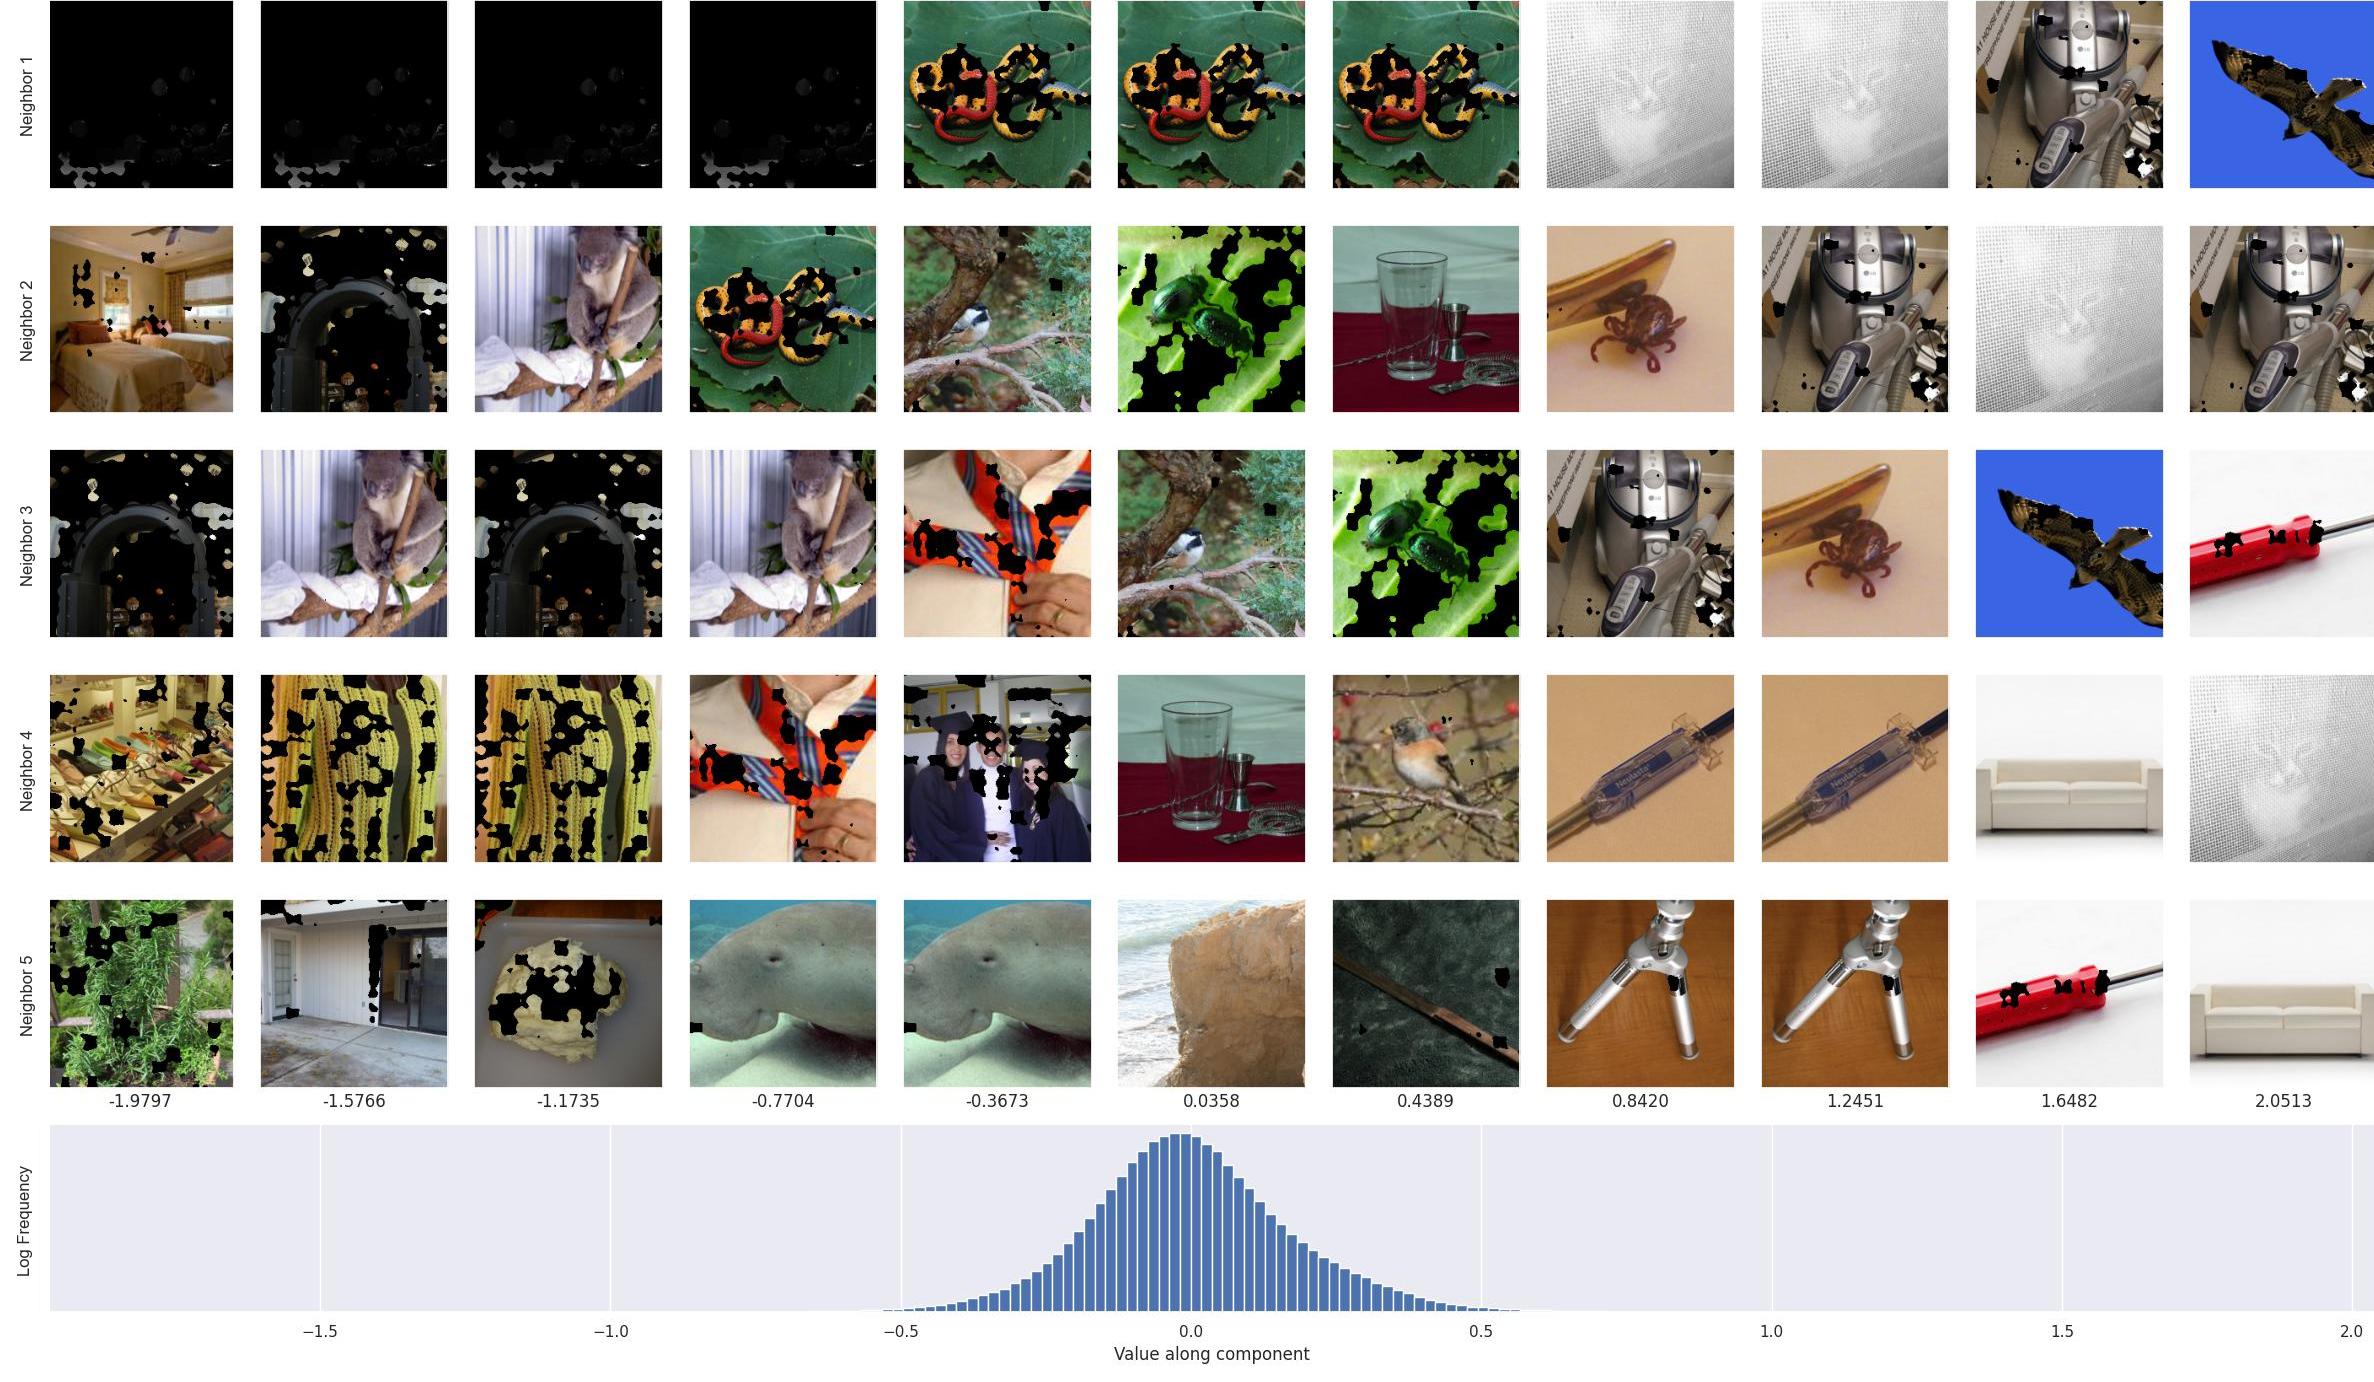 Neighbor 1
Neighbor 2
Neighbor 3
Neighbor 4
Neighbor 5
-1.9797 -1.5766 -1.1735 -0.7704 -0.3673 0.0358 0.4389 0.8420 1.2451 1.6482 2.0513
Log Frequency
−1.5 −1.0 −0.5 0.0 0.5 1.0 1.5 2.0
Value along component